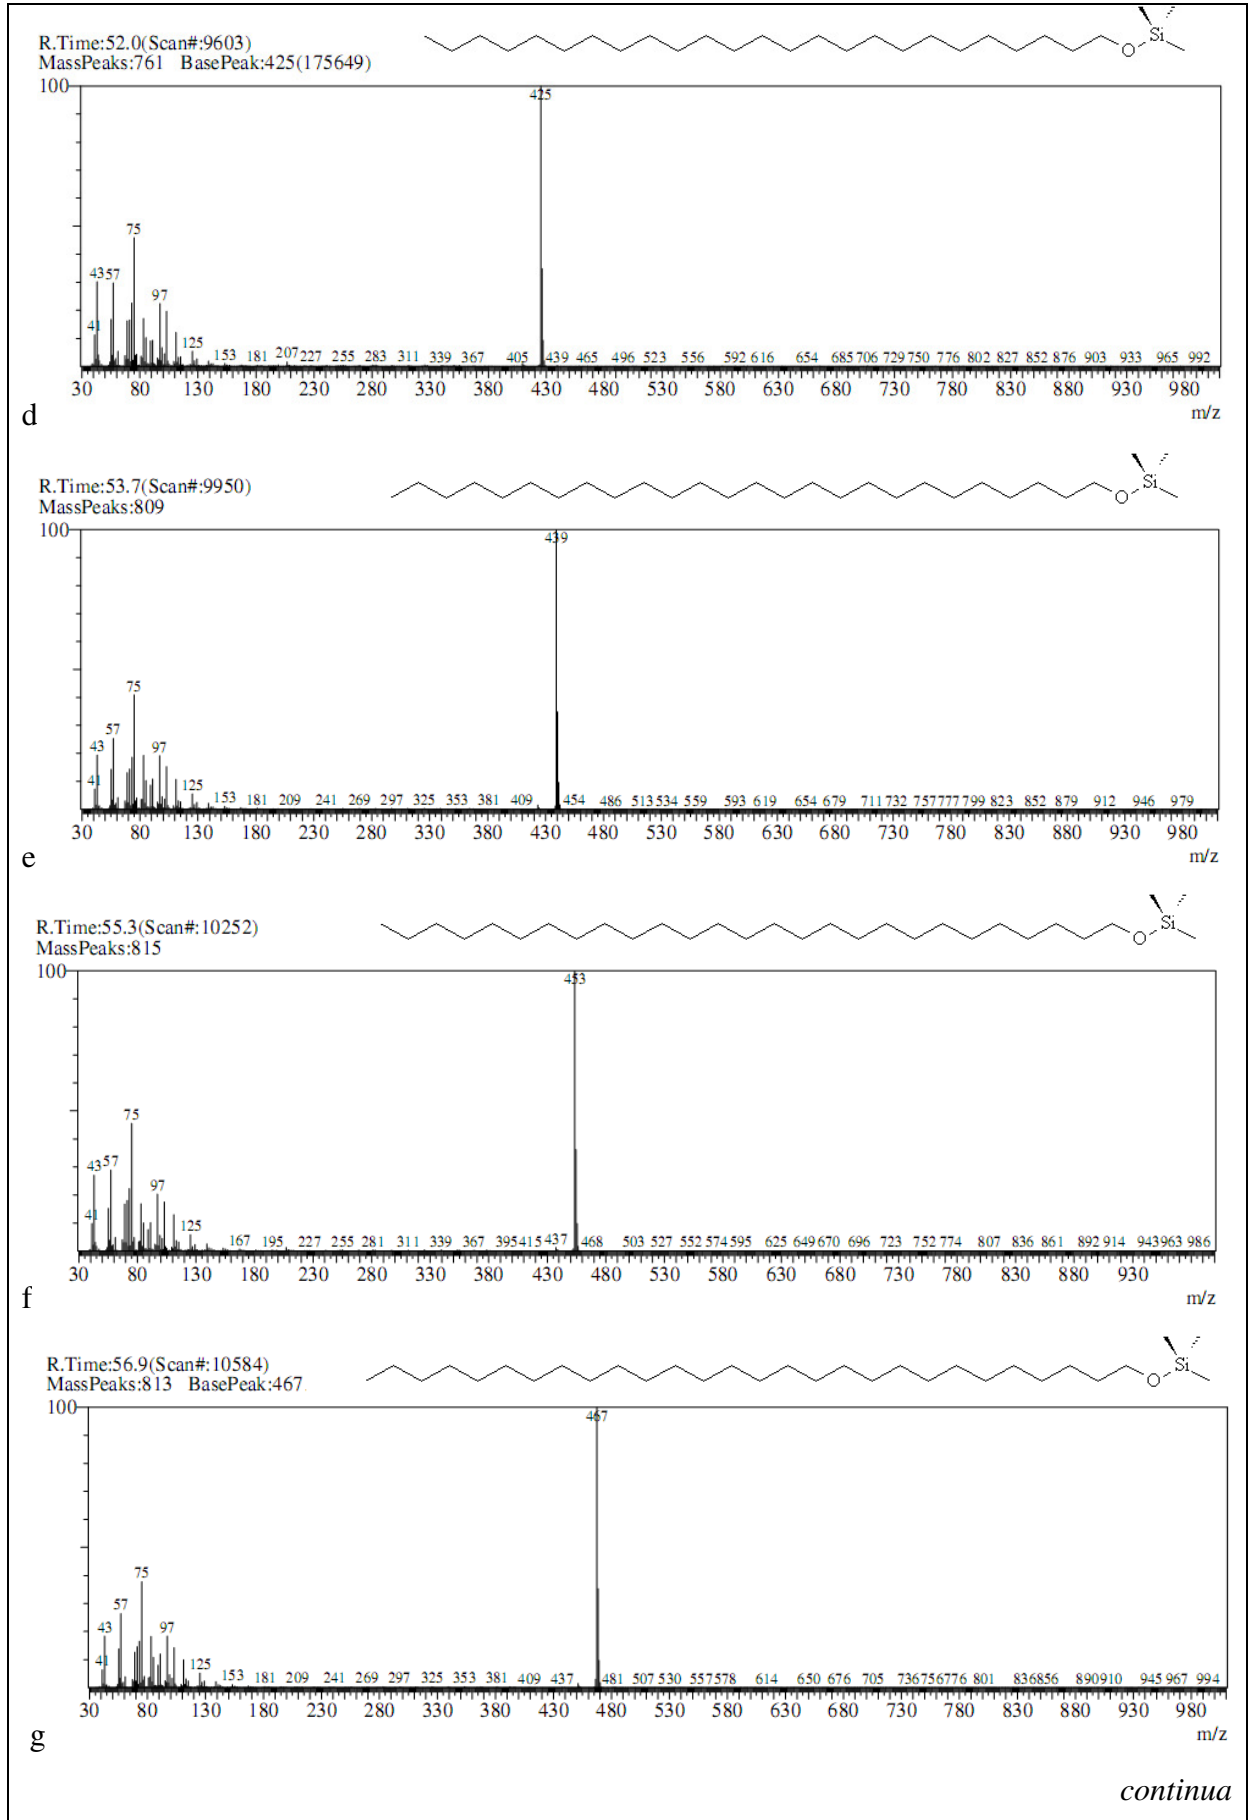 R.Time:52.0(Scan#:9603)
MassPeaks:761 BasePeak:425(175649)
Si
O
100
425
75
43 57
97
41
125
153 181 207 227 255 283 311 339 367 405 439 465 496 523 556 592 616 654 685 706 729 750 776 802 827 852 876 903 933 965 992
30 80 130 180 230 280 330 380 430 480 530 580 630 680 730 780 830 880 930 980
m/z
d
R.Time:53.7(Scan#:9950)
MassPeaks:809
Si
O
100
439
75
57
43 97
41
125
153 181 209 241 269 297 325 353 381 409 454 486 513 534 559 593 619 654 679 711 732 757 777 799 823 852 879 912 946 979
30 80 130 180 230 280 330 380 430 480 530 580 630 680 730 780 830 880 930 980
m/z
e
R.Time:55.3(Scan#:10252)
MassPeaks:815
Si
O
100
453
75
43 57
97
41
125
167 195 227 255 281 311 339 367 395 415 437 468 503 527 552 574 595 625 649 670 696 723 752 774 807 836 861 892 914 943 963 986
30 80 130 180 230 280 330 380 430 480 530 580 630 680 730 780 830 880 930
m/z
f
R.Time:56.9(Scan#:10584)
MassPeaks:813 BasePeak:467
Si
O
100
467
75
57
43 97
41
125
153 181 209 241 269 297 325 353 381 409 437 481 507 530 557 578 614 650 676 705 736 756 776 801 836 856 890 910 945 967 994
30 80 130 180 230 280 330 380 430 480 530 580 630 680 730 780 830 880 930 980
m/z
g
continua